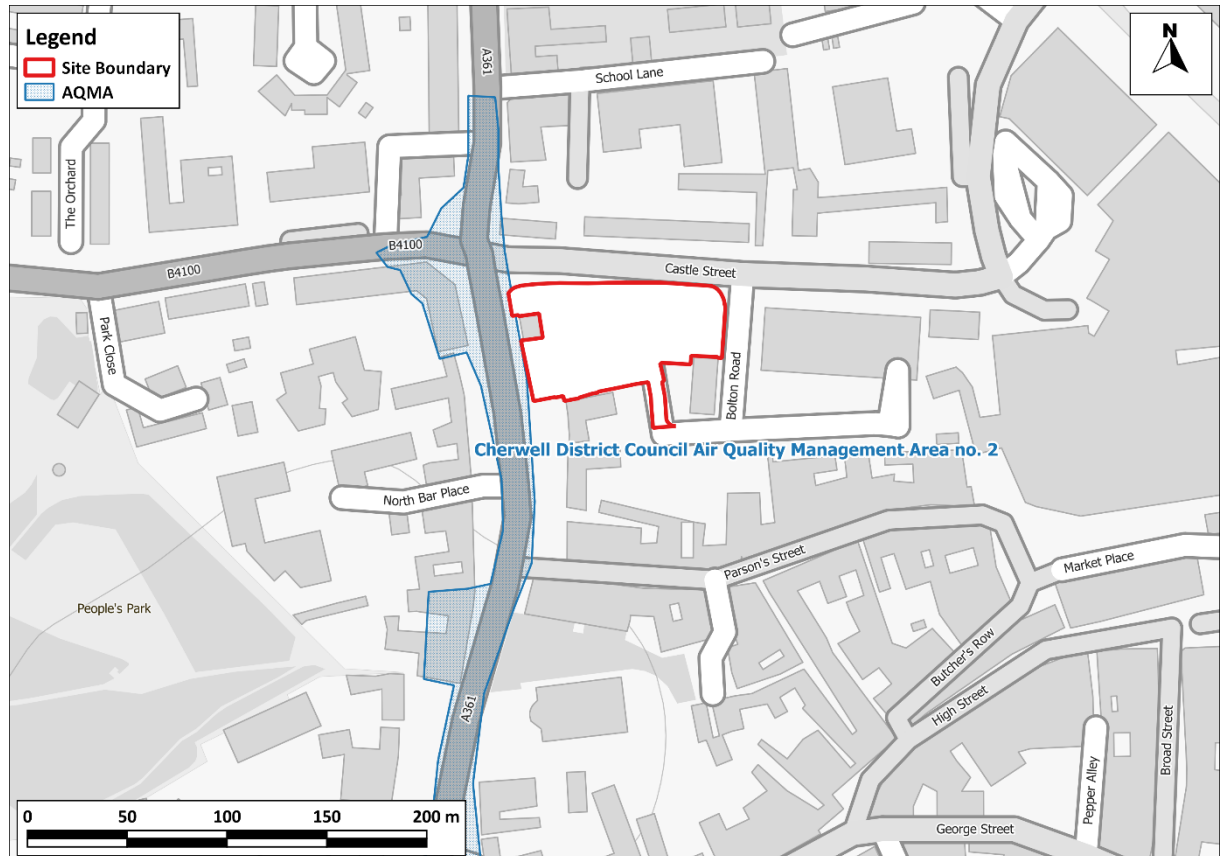 Legend
Site Boundary
AQMA
N
A361
School Lane
The Orchard
B4100
B4100
Castle Street
Park Close
Bolton Road
Cherwell District Council Air Quality Management Area no. 2
North Bar Place
Parson's Street
Market Place
People's Park
Butcher's Row
High Street
A361
Broad Street
Pepper Alley
George Street
0 50 100 150 200 m